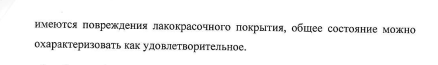 имеются повреждения лакокрасочного покрытия, общее состояние можно
охарактеризовать как удовлетворительное.